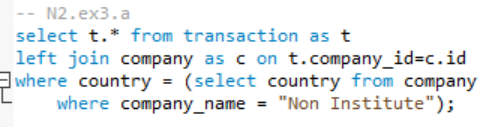 -- N2.ex3.a
select t.* from transaction as t
left join company as c on t.company_id=c.id
where country = (select country from company
where company_name = "Non Institute");